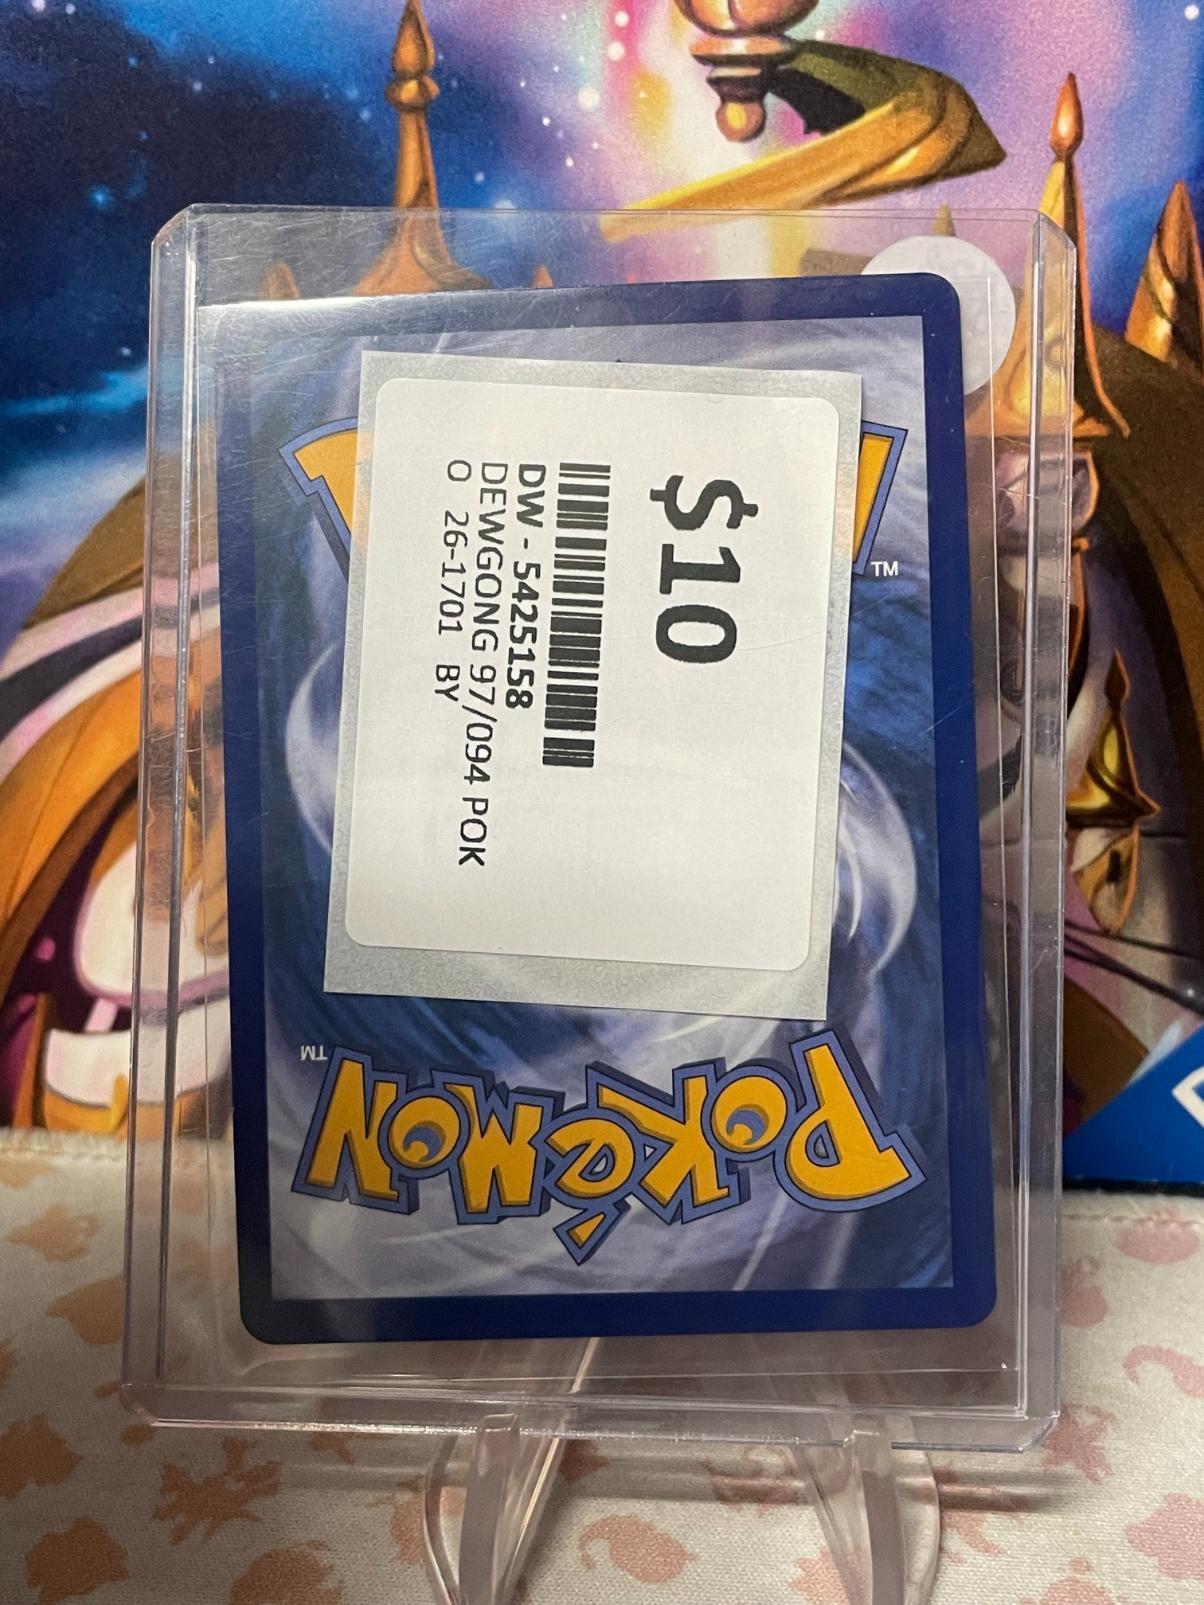 $10
DW - 5425158
DEWGONG 97/094 POK
O 26-1701 BY
TM
TM
POKéMON